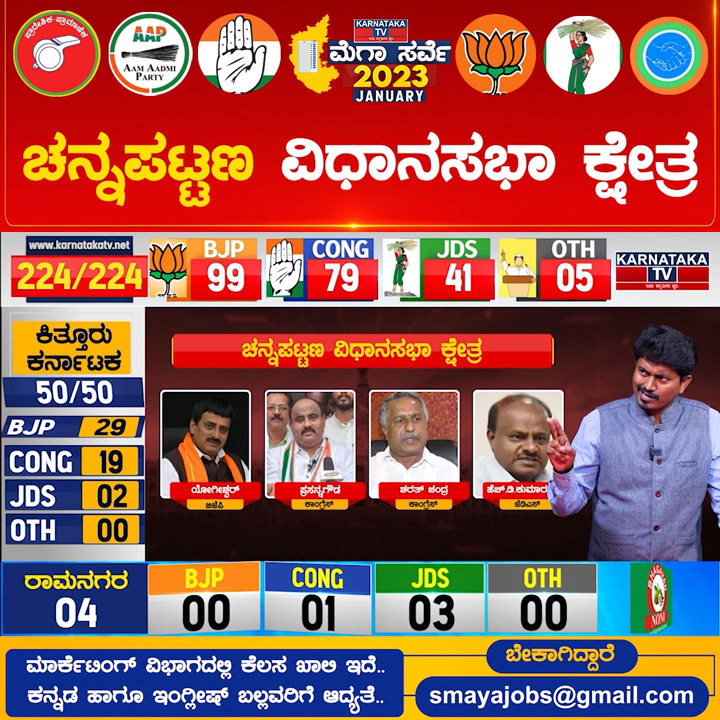 ಪ್ರಾದೇಶಿಕ-ಪ್ರಾಮಾಣಿಕ
AAP
AAM AADMI
PARTY
KARNATAKA
TV
ಮೆಗಾ ಸರ್ವೆ
2023
JANUARY
ಚನ್ನಪಟ್ಟಣ ವಿಧಾನಸಭಾ ಕ್ಷೇತ್ರ
www.karnatakatv.net
224/224
BJP
99
CONG
79
JDS
41
OTH
05
KARNATAKA
TV
ಕಿತ್ತೂರು
ಕರ್ನಾಟಕ
50/50
BJP 29
CONG 19
JDS 02
OTH 00
ಚನ್ನಪಟ್ಟಣ ವಿಧಾನಸಭಾ ಕ್ಷೇತ್ರ
ಯೋಗೀಶ್ವರ್
ಬಿಜೆಪಿ
ಪ್ರಸನ್ನಗೌಡ
ಕಾಂಗ್ರೆಸ್
ಶರತ್ ಚಂದ್ರ
ಕಾಂಗ್ರೆಸ್
ಹೆಚ್.ಡಿ.ಕುಮಾರ
ಜೆಡಿಎಸ್
ರಾಮನಗರ
04
BJP
00
CONG
01
JDS
03
OTH
00
NONI
ಮಾರ್ಕೆಟಿಂಗ್ ವಿಭಾಗದಲ್ಲಿ ಕೆಲಸ ಖಾಲಿ ಇದೆ..
ಕನ್ನಡ ಹಾಗೂ ಇಂಗ್ಲೀಷ್ ಬಲ್ಲವರಿಗೆ ಆದ್ಯತೆ..
ಬೇಕಾಗಿದ್ದಾರೆ
smayajobs@gmail.com